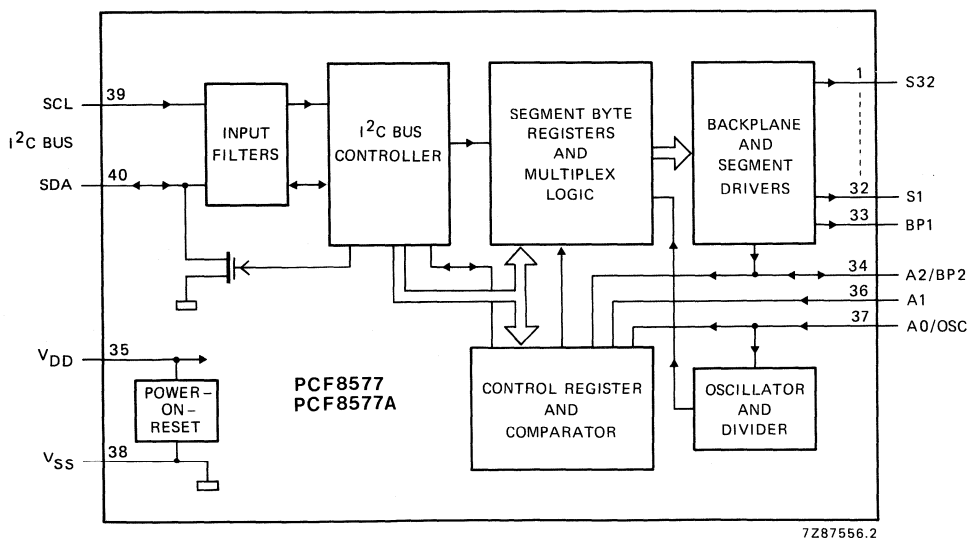 SCL
39
I²C BUS
SDA
40
INPUT
FILTERS
I²C BUS
CONTROLLER
SEGMENT BYTE
REGISTERS
AND
MULTIPLEX
LOGIC
BACKPLANE
AND
SEGMENT
DRIVERS
1
S32
32
S1
33
BP1
34
A2/BP2
36
A1
37
A0/OSC
VDD
35
POWER–
ON–
RESET
VSS
38
PCF8577
PCF8577A
CONTROL REGISTER
AND
COMPARATOR
OSCILLATOR
AND
DIVIDER
7Z87556.2